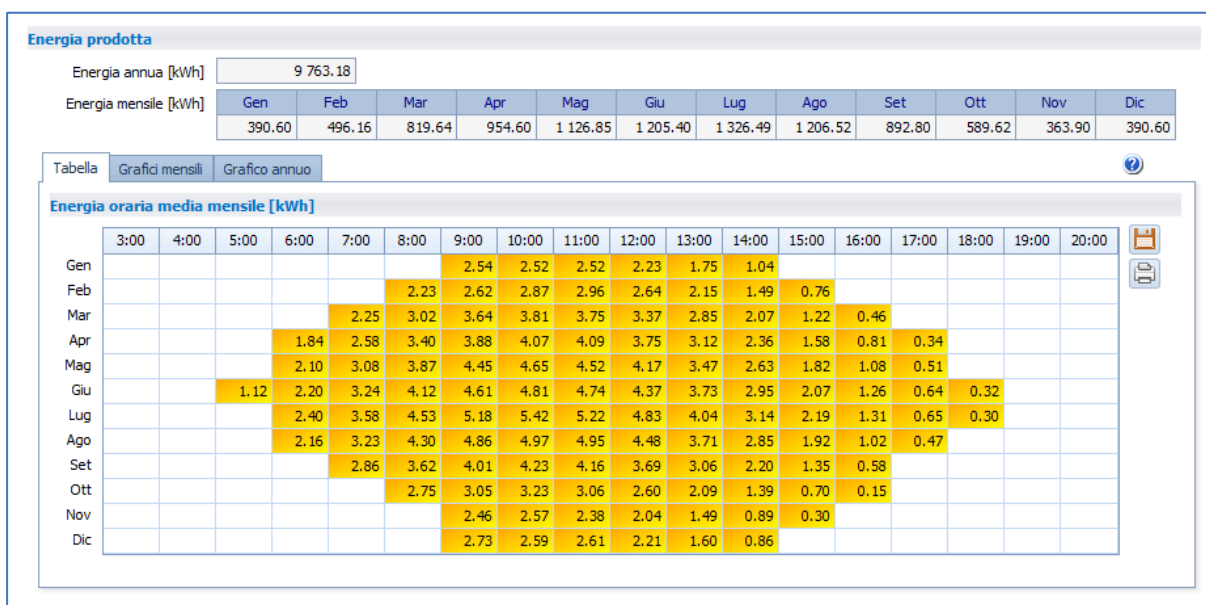 Energia prodotta
Energia annua [kWh] 9 763.18
Energia mensile [kWh] Gen Feb Mar Apr Mag Giu Lug Ago Set Ott Nov Dic
390.60 496.16 819.64 954.60 1 126.85 1 205.40 1 326.49 1 206.52 892.80 589.62 363.90 390.60
Tabella Grafici mensili Grafico annuo ?
Energia oraria media mensile [kWh]
3:00 4:00 5:00 6:00 7:00 8:00 9:00 10:00 11:00 12:00 13:00 14:00 15:00 16:00 17:00 18:00 19:00 20:00
Gen 2.54 2.52 2.52 2.23 1.75 1.04
Feb 2.23 2.62 2.87 2.96 2.64 2.15 1.49 0.76
Mar 2.25 3.02 3.64 3.81 3.75 3.37 2.85 2.07 1.22 0.46
Apr 1.84 2.58 3.40 3.88 4.07 4.09 3.75 3.12 2.36 1.58 0.81 0.34
Mag 2.10 3.08 3.87 4.45 4.65 4.52 4.17 3.47 2.63 1.82 1.08 0.51
Giu 1.12 2.20 3.24 4.12 4.61 4.81 4.74 4.37 3.73 2.95 2.07 1.26 0.64 0.32
Lug 2.40 3.58 4.53 5.18 5.42 5.22 4.83 4.04 3.14 2.19 1.31 0.65 0.30
Ago 2.16 3.23 4.30 4.86 4.97 4.95 4.48 3.71 2.85 1.92 1.02 0.47
Set 2.86 3.62 4.01 4.23 4.16 3.69 3.06 2.20 1.35 0.58
Ott 2.75 3.05 3.23 3.06 2.60 2.09 1.39 0.70 0.15
Nov 2.46 2.57 2.38 2.04 1.49 0.89 0.30
Dic 2.73 2.59 2.61 2.21 1.60 0.86